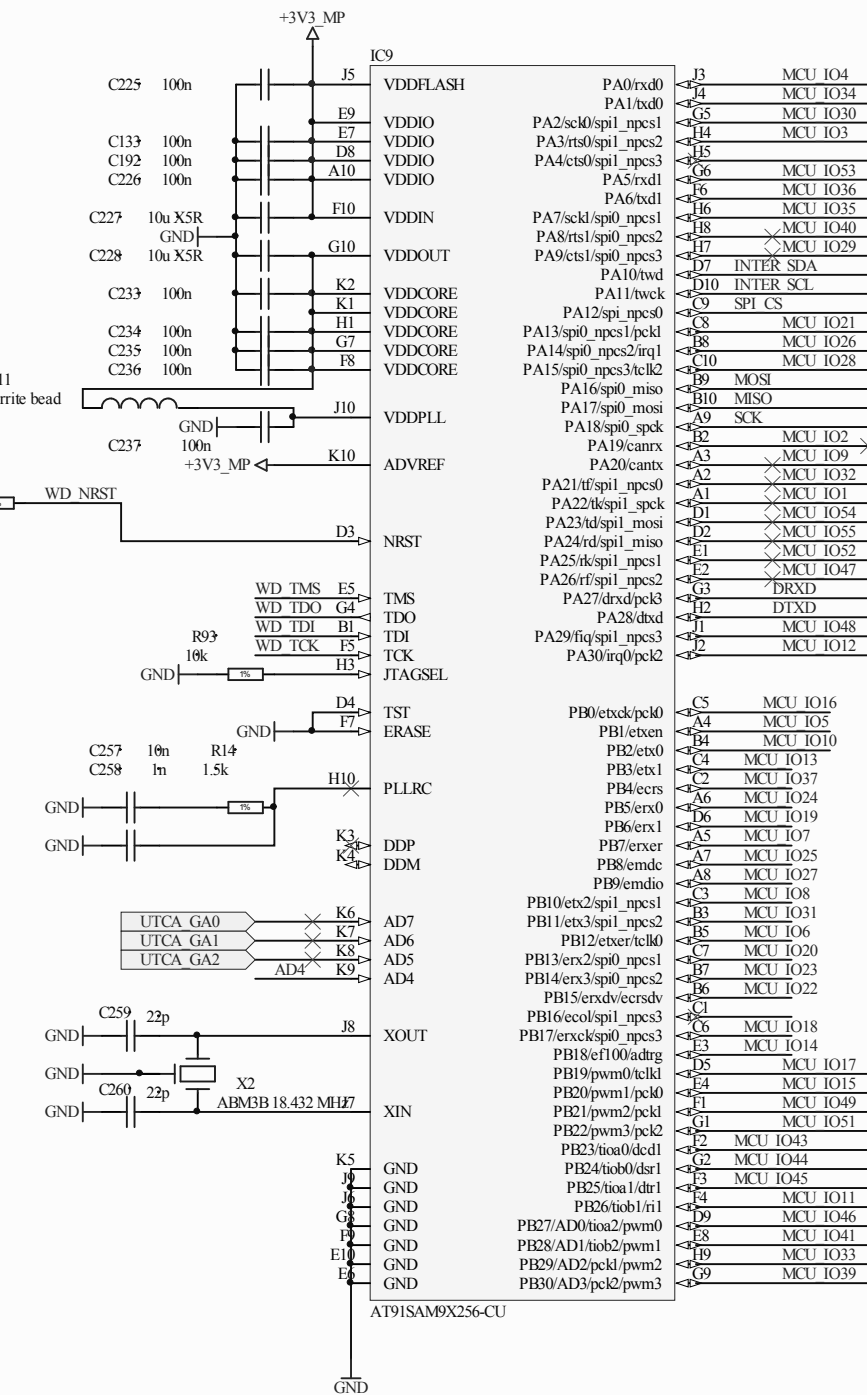 +3V3_MP
IC9
C225 100n J5 VDDFLASH PA0/rxd0 J3 MCU_IO4
PA1/txd0 J4 MCU_IO34
E9 VDDIO PA2/sck0/spi1_npcs1 G5 MCU_IO30
C133 100n E7 VDDIO PA3/rts0/spi1_npcs2 H4 MCU_IO3
C192 100n D8 VDDIO PA4/cts0/spi1_npcs3 H5
C226 100n A10 VDDIO PA5/rxd1 G6 MCU_IO53
PA6/txd1 F6 MCU_IO36
C227 10u X5R F10 VDDIN PA7/sck1/spi0_npcs1 H6 MCU_IO35
GND PA8/rts1/spi0_npcs2 H8 MCU_IO40
C228 10u X5R G10 VDDOUT PA9/cts1/spi0_npcs3 H7 MCU_IO29
PA10/twd D7 INTER_SDA
C233 100n K2 VDDCORE PA11/twck D10 INTER_SCL
K1 VDDCORE PA12/spi_npcs0 C9 SPI_CS
C234 100n H1 VDDCORE PA13/spi0_npcs1/pck1 C8 MCU_IO21
C235 100n G7 VDDCORE PA14/spi0_npcs2/irq1 B8 MCU_IO26
C236 100n F8 VDDCORE PA15/spi0_npcs3/tclk2 C10 MCU_IO28
PA16/spi0_miso B9 MOSI
rrite bead PA17/spi0_mosi B10 MISO
GND J10 VDDPLL PA18/spi0_spck A9 SCK
C237 100n PA19/canrx B2 MCU_IO2
+3V3_MP K10 ADVREF PA20/cantx A3 MCU_IO9
PA21/tf/spi1_npcs0 A2 MCU_IO32
WD_NRST PA22/tk/spi1_spck A1 MCU_IO1
PA23/td/spi1_mosi D1 MCU_IO54
D3 NRST PA24/rd/spi1_miso D2 MCU_IO55
PA25/rk/spi1_npcs1 E1 MCU_IO52
PA26/rf/spi1_npcs2 E2 MCU_IO47
WD_TMS E5 TMS PA27/drxd/pck3 G3 DRXD
WD_TDO G4 TDO PA28/dtxd H2 DTXD
R93 WD_TDI B1 TDI PA29/fiq/spi1_npcs3 J1 MCU_IO48
10k WD_TCK F5 TCK PA30/irq0/pck2 J2 MCU_IO12
GND 1% H3 JTAGSEL
D4 TST PB0/etxck/pck0 C5 MCU_IO16
GND F7 ERASE PB1/etxen A4 MCU_IO5
C257 10n R14 PB2/etx0 B4 MCU_IO10
C258 1n 1.5k PB3/etx1 C4 MCU_IO13
H10 PLLRC PB4/ecrs C2 MCU_IO37
GND 1% PB5/erx0 A6 MCU_IO24
PB6/erx1 D6 MCU_IO19
GND K3 DDP PB7/erxer A5 MCU_IO7
K4 DDM PB8/emdc A7 MCU_IO25
PB9/emdio A8 MCU_IO27
PB10/etx2/spi1_npcs1 C3 MCU_IO8
UTCA_GA0 K6 AD7 PB11/etx3/spi1_npcs2 B3 MCU_IO31
UTCA_GA1 K7 AD6 PB12/etxer/tclk0 B5 MCU_IO6
UTCA_GA2 K8 AD5 PB13/erx2/spi0_npcs1 C7 MCU_IO20
AD4 K9 AD4 PB14/erx3/spi0_npcs2 B7 MCU_IO23
PB15/erxdv/ecrsdv B6 MCU_IO22
C259 22p PB16/ecol/spi1_npcs3 C1
GND J8 XOUT PB17/erxck/spi0_npcs3 C6 MCU_IO18
PB18/ef100/adtrg E3 MCU_IO14
GND PB19/pwm0/tclk1 D5 MCU_IO17
C260 22p X2 PB20/pwm1/pck0 E4 MCU_IO15
GND ABM3B 18.432 MHz J7 XIN PB21/pwm2/pck1 F1 MCU_IO49
PB22/pwm3/pck2 G1 MCU_IO51
PB23/tioa0/dcd1 F2 MCU_IO43
K5 GND PB24/tiob0/dsr1 G2 MCU_IO44
J9 GND PB25/tioa1/dtr1 F3 MCU_IO45
J6 GND PB26/tiob1/ri1 F4 MCU_IO11
G8 GND PB27/AD0/tioa2/pwm0 D9 MCU_IO46
F9 GND PB28/AD1/tiob2/pwm1 E8 MCU_IO41
E10 GND PB29/AD2/pck1/pwm2 H9 MCU_IO33
E6 GND PB30/AD3/pck2/pwm3 G9 MCU_IO39
AT91SAM9X256-CU
GND